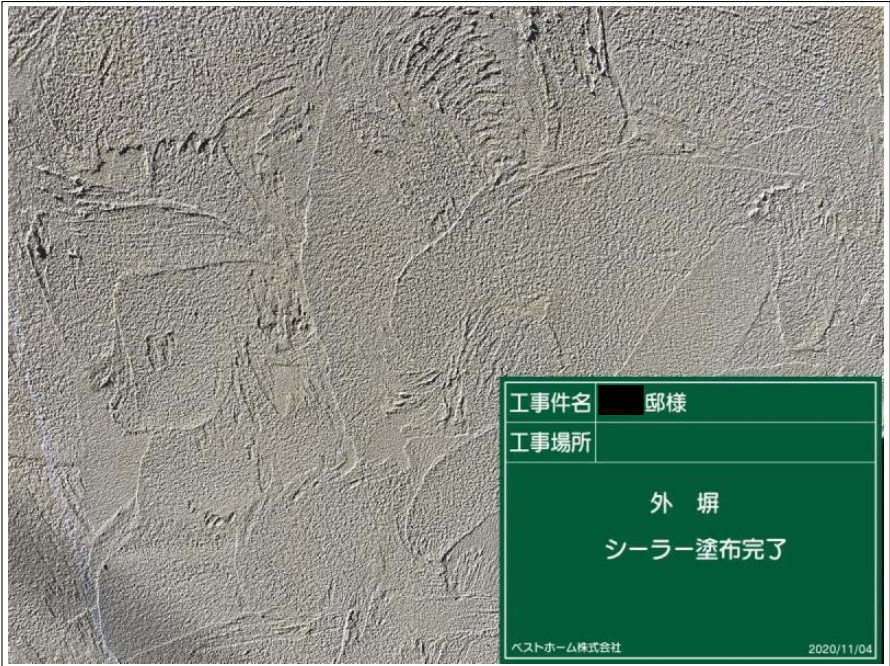 工事件名 邸様
工事場所
外 塀
シーラー塗布完了
ベストホーム株式会社 2020/11/04